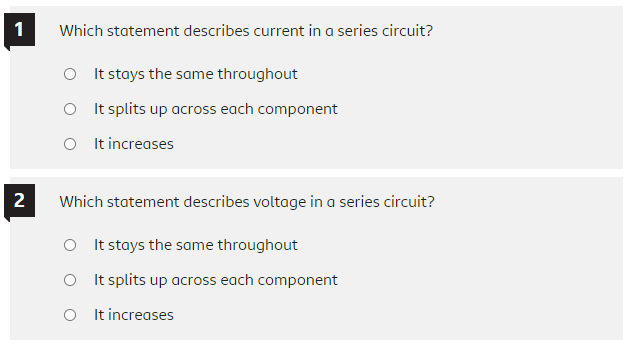 1
Which statement describes current in a series circuit?
It stays the same throughout
It splits up across each component
It increases
2
Which statement describes voltage in a series circuit?
It stays the same throughout
It splits up across each component
It increases